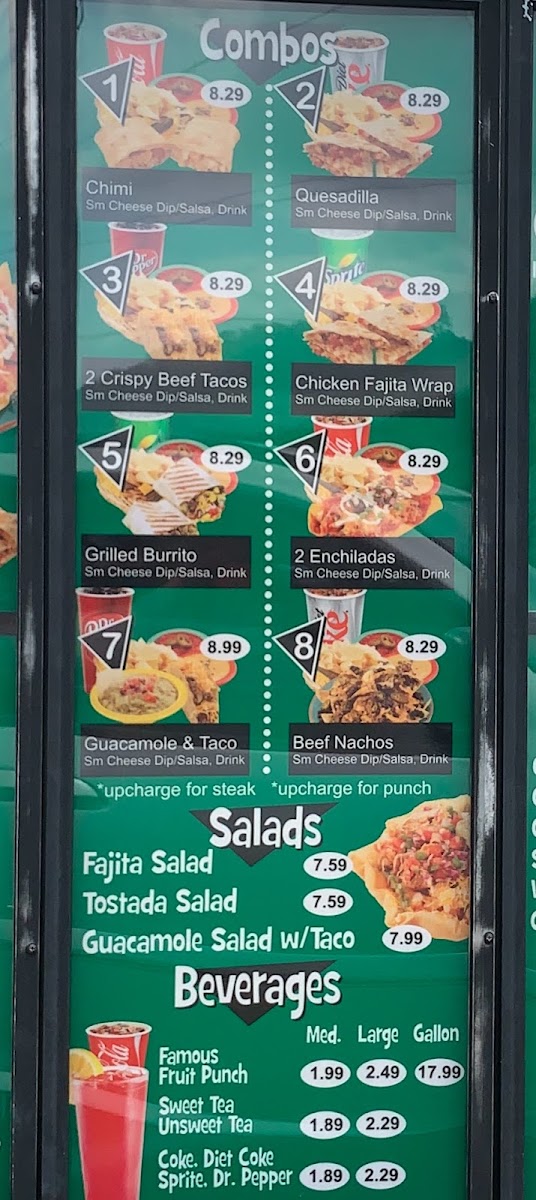 Combos
1 8.29
Chimi
Sm Cheese Dip/Salsa, Drink
2 8.29
Quesadilla
Sm Cheese Dip/Salsa, Drink
3 8.29
Dr Pepper
2 Crispy Beef Tacos
Sm Cheese Dip/Salsa, Drink
4 8.29
Sprite
Chicken Fajita Wrap
Sm Cheese Dip/Salsa, Drink
5 8.29
Grilled Burrito
Sm Cheese Dip/Salsa, Drink
6 8.29
2 Enchiladas
Sm Cheese Dip/Salsa, Drink
7 8.99
Guacamole & Taco
Sm Cheese Dip/Salsa, Drink
8 8.29
Beef Nachos
Sm Cheese Dip/Salsa, Drink
*upcharge for steak *upcharge for punch
Salads
Fajita Salad 7.59
Tostada Salad 7.59
Guacamole Salad w/Taco 7.99
Beverages
Med. Large Gallon
Famous
Fruit Punch 1.99 2.49 17.99
Sweet Tea
Unsweet Tea 1.89 2.29
Coke. Diet Coke
Sprite. Dr. Pepper 1.89 2.29